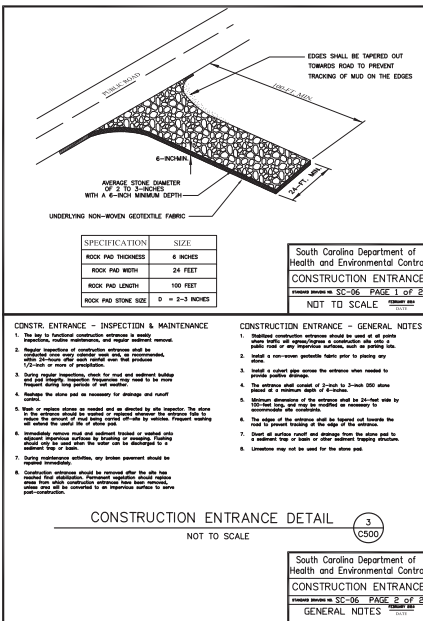 EDGES SHALL BE TAPERED OUT
TOWARDS ROAD TO PREVENT
TRACKING OF MUD ON THE EDGES
PUBLIC ROAD
100-FT. MIN.
6-INCHMIN.
24-FT. MIN.
AVERAGE STONE DIAMETER
OF 2 TO 3-INCHES
WITH A 6-INCH MINIMUM DEPTH
UNDERLYING NON-WOVEN GEOTEXTILE FABRIC
SPECIFICATION SIZE
ROCK PAD THICKNESS 6 INCHES
ROCK PAD WIDTH 24 FEET
ROCK PAD LENGTH 100 FEET
ROCK PAD STONE SIZE D = 2-3 INCHES
South Carolina Department of
Health and Environmental Contro
CONSTRUCTION ENTRANCE
STANDARD DRAWING NO. SC-06 PAGE 1 of 2
NOT TO SCALE FEBRUARY 2014
DATE
CONSTR. ENTRANCE - INSPECTION & MAINTENANCE
1. The key to functional construction entrances is weekly
inspections, routine maintenance, and regular sediment removal.
2. Regular inspections of construction entrances shall be
conducted once every calendar week and, as recommended,
within 24-hours after each rainfall even that produces
1/2-inch or more of precipitation.
3. During regular inspections, check for mud and sediment buildup
and pad integrity. Inspection frequencies may need to be more
frequent during long periods of wet weather.
4. Reshape the stone pad as necessary for drainage and runoff
control.
5. Wash or replace stones as needed and as directed by site inspector. The stone
in the entrance should be washed or replaced whenever the entrance fails to
reduce the amount of mud being carried off-site by vehicles. Frequent washing
will extend the useful life of stone pad.
6. Immediately remove mud and sediment tracked or washed onto
adjacent impervious surfaces by brushing or sweeping. Flushing
should only be used when the water can be discharged to a
sediment trap or basin.
7. During maintenance activities, any broken pavement should be
repaired immediately.
8. Construction entrances should be removed after the site has
reached final stabilization. Permanent vegetation should replace
areas from which construction entrances have been removed,
unless area will be converted to an impervious surface to serve
post-construction.
CONSTRUCTION ENTRANCE - GENERAL NOTES
1. Stabilized construction entrances should be used at all points
where traffic will egress/ingress a construction site onto a
public road or any impervious surfaces, such as parking lots.
2. Install a non-woven geotextile fabric prior to placing any
stone.
3. Install a culvert pipe across the entrance when needed to
provide positive drainage.
4. The entrance shall consist of 2-inch to 3-inch D50 stone
placed at a minimum depth of 6-inches.
5. Minimum dimensions of the entrance shall be 24-feet wide by
100-feet long, and may be modified as necessary to
accommodate site constraints.
6. The edges of the entrance shall be tapered out towards the
road to prevent tracking at the edge of the entrance.
7. Divert all surface runoff and drainage from the stone pad to
a sediment trap or basin or other sediment trapping structure.
8. Limestone may not be used for the stone pad.
CONSTRUCTION ENTRANCE DETAIL
NOT TO SCALE
3
C500
South Carolina Department of
Health and Environmental Contro
CONSTRUCTION ENTRANCE
STANDARD DRAWING NO. SC-06 PAGE 2 of 2
GENERAL NOTES FEBRUARY 2014
DATE